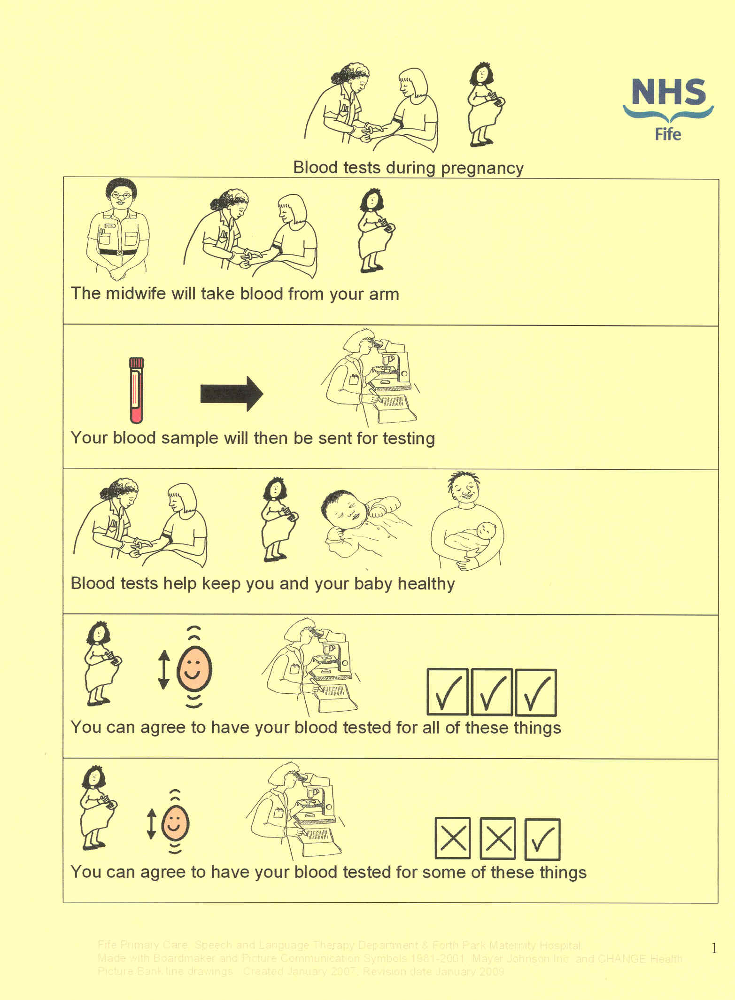 NHS
Fife
Blood tests during pregnancy
The midwife will take blood from your arm
Your blood sample will then be sent for testing
Blood tests help keep you and your baby healthy
You can agree to have your blood tested for all of these things
You can agree to have your blood tested for some of these things
Fife Primary Care. Speech and Language Therapy Department & Forth Park Maternity Hospital.
Made with Boardmaker and Picture Communication Symbols 1981-2001, Mayer Johnson Inc. and CHANGE Health
Picture Bank line drawings. Created January 2007, Revision date January 2009
1